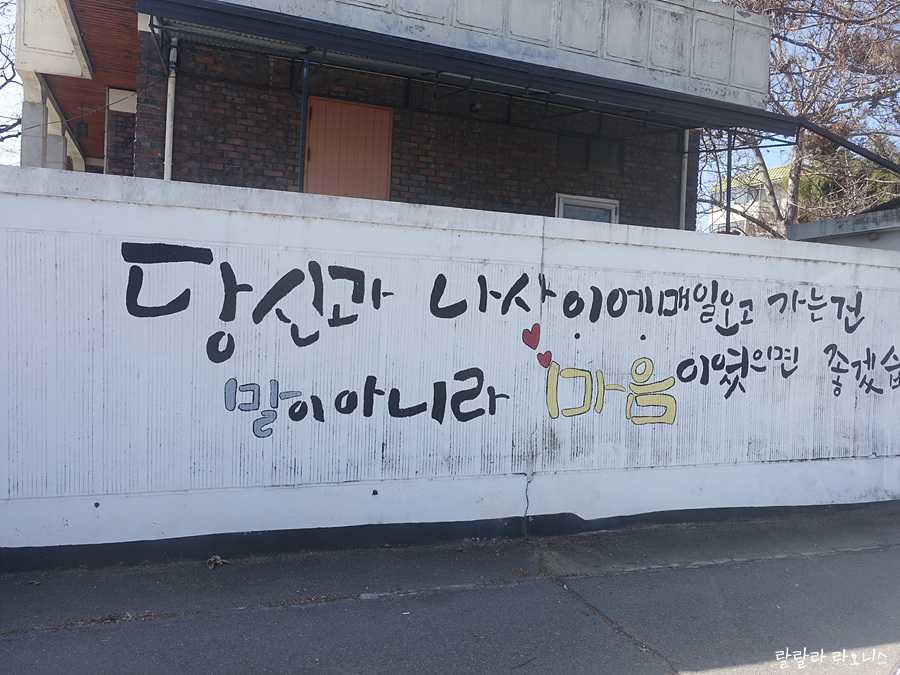 당신과 나 사이에 매일 오고 가는 건
말이 아니라 마음이였으면 좋겠습
랄랄라 라오니스